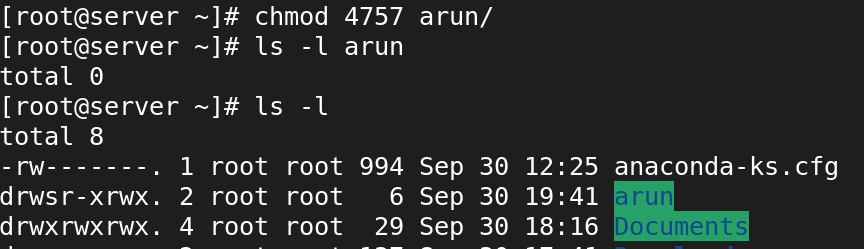 [root@server ~]# chmod 4757 arun/
[root@server ~]# ls -l arun
total 0
[root@server ~]# ls -l
total 8
-rw-------. 1 root root 994 Sep 30 12:25 anaconda-ks.cfg
drwsr-xrwx. 2 root root   6 Sep 30 19:41 arun
drwxrwxrwx. 4 root root  29 Sep 30 18:16 Documents